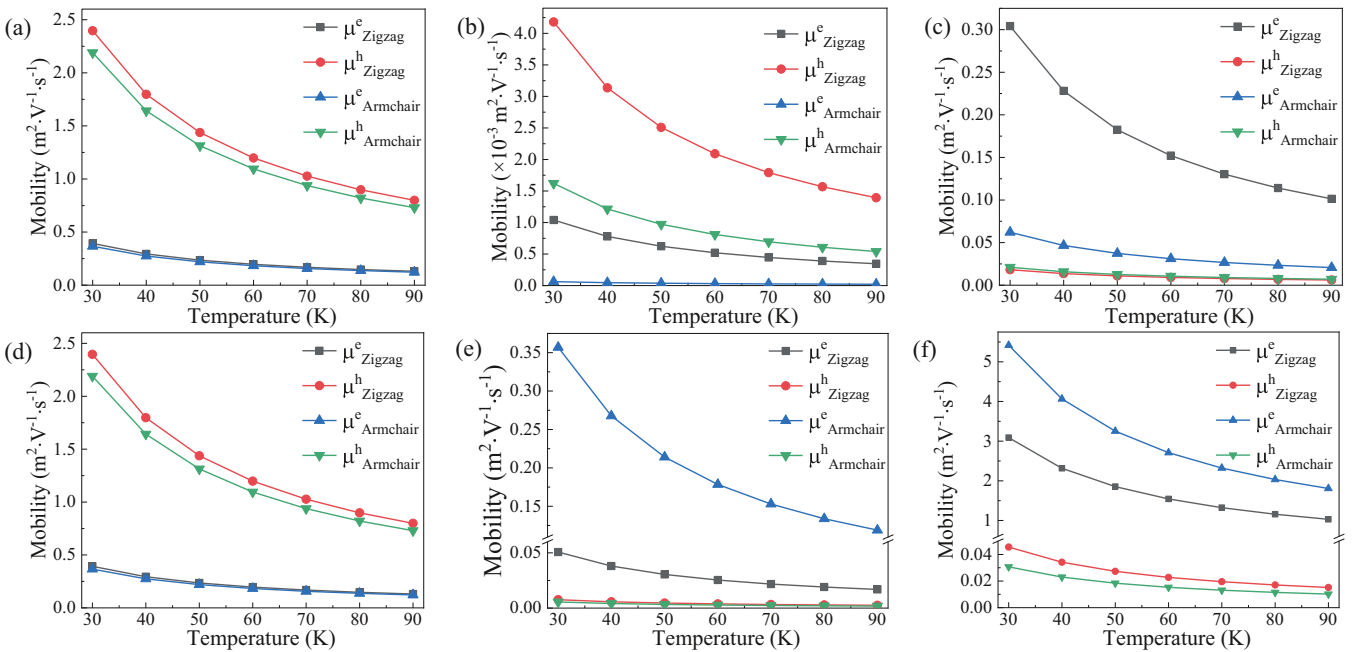 (a)
Mobility (m²·V⁻¹·s⁻¹)
2.5
2.0
1.5
1.0
0.5
0.0
μᵉZigzag
μʰZigzag
μᵉArmchair
μʰArmchair
30 40 50 60 70 80 90
Temperature (K)
(b)
Mobility (×10⁻³ m²·V⁻¹·s⁻¹)
4.0
3.5
3.0
2.5
2.0
1.5
1.0
0.5
0.0
μᵉZigzag
μʰZigzag
μᵉArmchair
μʰArmchair
30 40 50 60 70 80 90
Temperature (K)
(c)
Mobility (m²·V⁻¹·s⁻¹)
0.30
0.25
0.20
0.15
0.10
0.05
0.00
μᵉZigzag
μʰZigzag
μᵉArmchair
μʰArmchair
30 40 50 60 70 80 90
Temperature (K)
(d)
Mobility (m²·V⁻¹·s⁻¹)
2.5
2.0
1.5
1.0
0.5
0.0
μᵉZigzag
μʰZigzag
μᵉArmchair
μʰArmchair
30 40 50 60 70 80 90
Temperature (K)
(e)
Mobility (m²·V⁻¹·s⁻¹)
0.35
0.30
0.25
0.20
0.15
0.05
0.00
μᵉZigzag
μʰZigzag
μᵉArmchair
μʰArmchair
30 40 50 60 70 80 90
Temperature (K)
(f)
Mobility (m²·V⁻¹·s⁻¹)
5
4
3
2
1
0.04
0.02
0.00
μᵉZigzag
μʰZigzag
μᵉArmchair
μʰArmchair
30 40 50 60 70 80 90
Temperature (K)